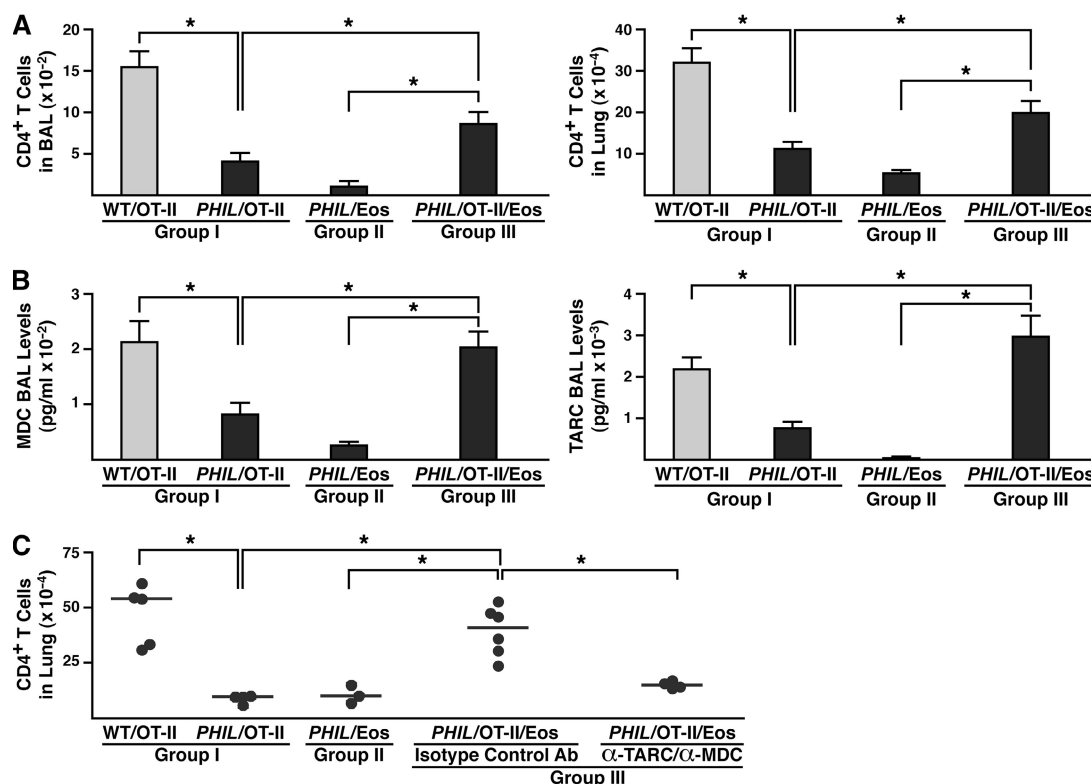 A
CD4+ T Cells
in BAL (x10−2)
20
15
10
5
*
*
*
WT/OT-II PHIL/OT-II PHIL/Eos PHIL/OT-II/Eos
Group I Group II Group III
CD4+ T Cells
in Lung (x10−4)
40
30
20
10
*
*
*
WT/OT-II PHIL/OT-II PHIL/Eos PHIL/OT-II/Eos
Group I Group II Group III
B
MDC BAL Levels
(pg/ml x10−2)
3
2
1
*
*
*
WT/OT-II PHIL/OT-II PHIL/Eos PHIL/OT-II/Eos
Group I Group II Group III
TARC BAL Levels
(pg/ml x10−3)
4
3
2
1
*
*
*
WT/OT-II PHIL/OT-II PHIL/Eos PHIL/OT-II/Eos
Group I Group II Group III
C
CD4+ T Cells
in Lung (x10−4)
75
50
25
*
*
*
*
WT/OT-II PHIL/OT-II PHIL/Eos PHIL/OT-II/Eos PHIL/OT-II/Eos
Group I Group II Isotype Control Ab α-TARC/α-MDC
Group III